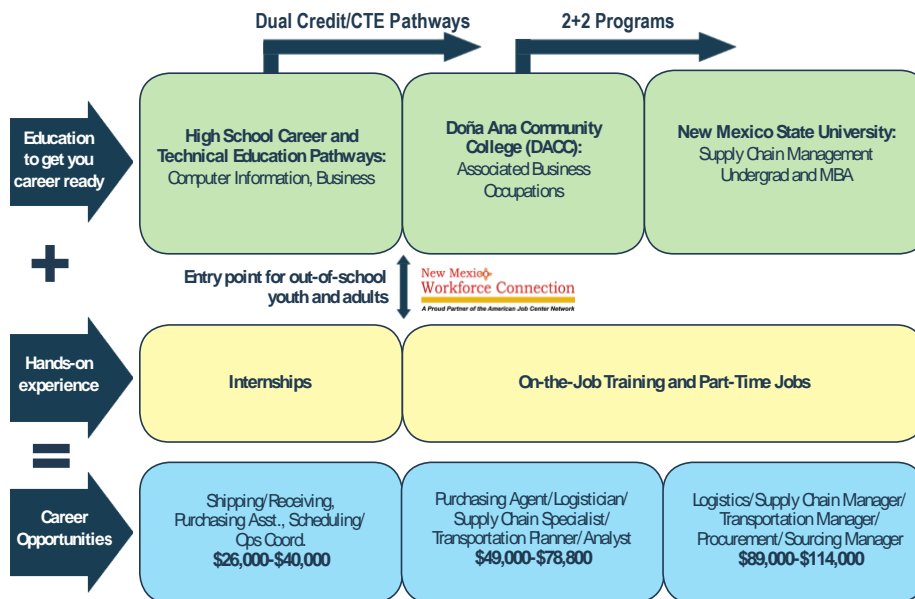 Dual Credit/CTE Pathways
2+2 Programs
Education
to get you
career ready
High School Career and
Technical Education Pathways:
Computer Information, Business
Doña Ana Community
College (DACC):
Associated Business
Occupations
New Mexico State University:
Supply Chain Management
Undergrad and MBA
+
Entry point for out-of-school
youth and adults
New Mexico
Workforce Connection
A Proud Partner of the American Job Center Network
Hands-on
experience
Internships
On-the-Job Training and Part-Time Jobs
=
Career
Opportunities
Shipping/Receiving,
Purchasing Asst., Scheduling/
Ops Coord.
$26,000-$40,000
Purchasing Agent/Logistician/
Supply Chain Specialist/
Transportation Planner/Analyst
$49,000-$78,800
Logistics/Supply Chain Manager/
Transportation Manager/
Procurement/Sourcing Manager
$89,000-$114,000